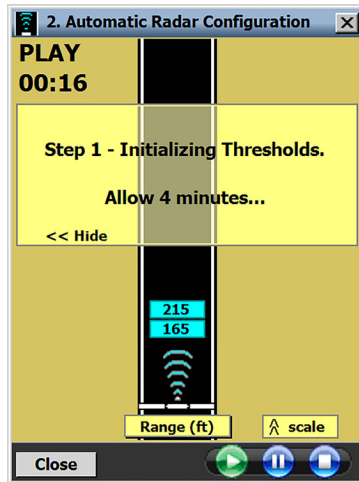 2. Automatic Radar Configuration
PLAY
00:16
Step 1 - Initializing Thresholds.
Allow 4 minutes...
<< Hide
215
165
Range (ft)
scale
Close